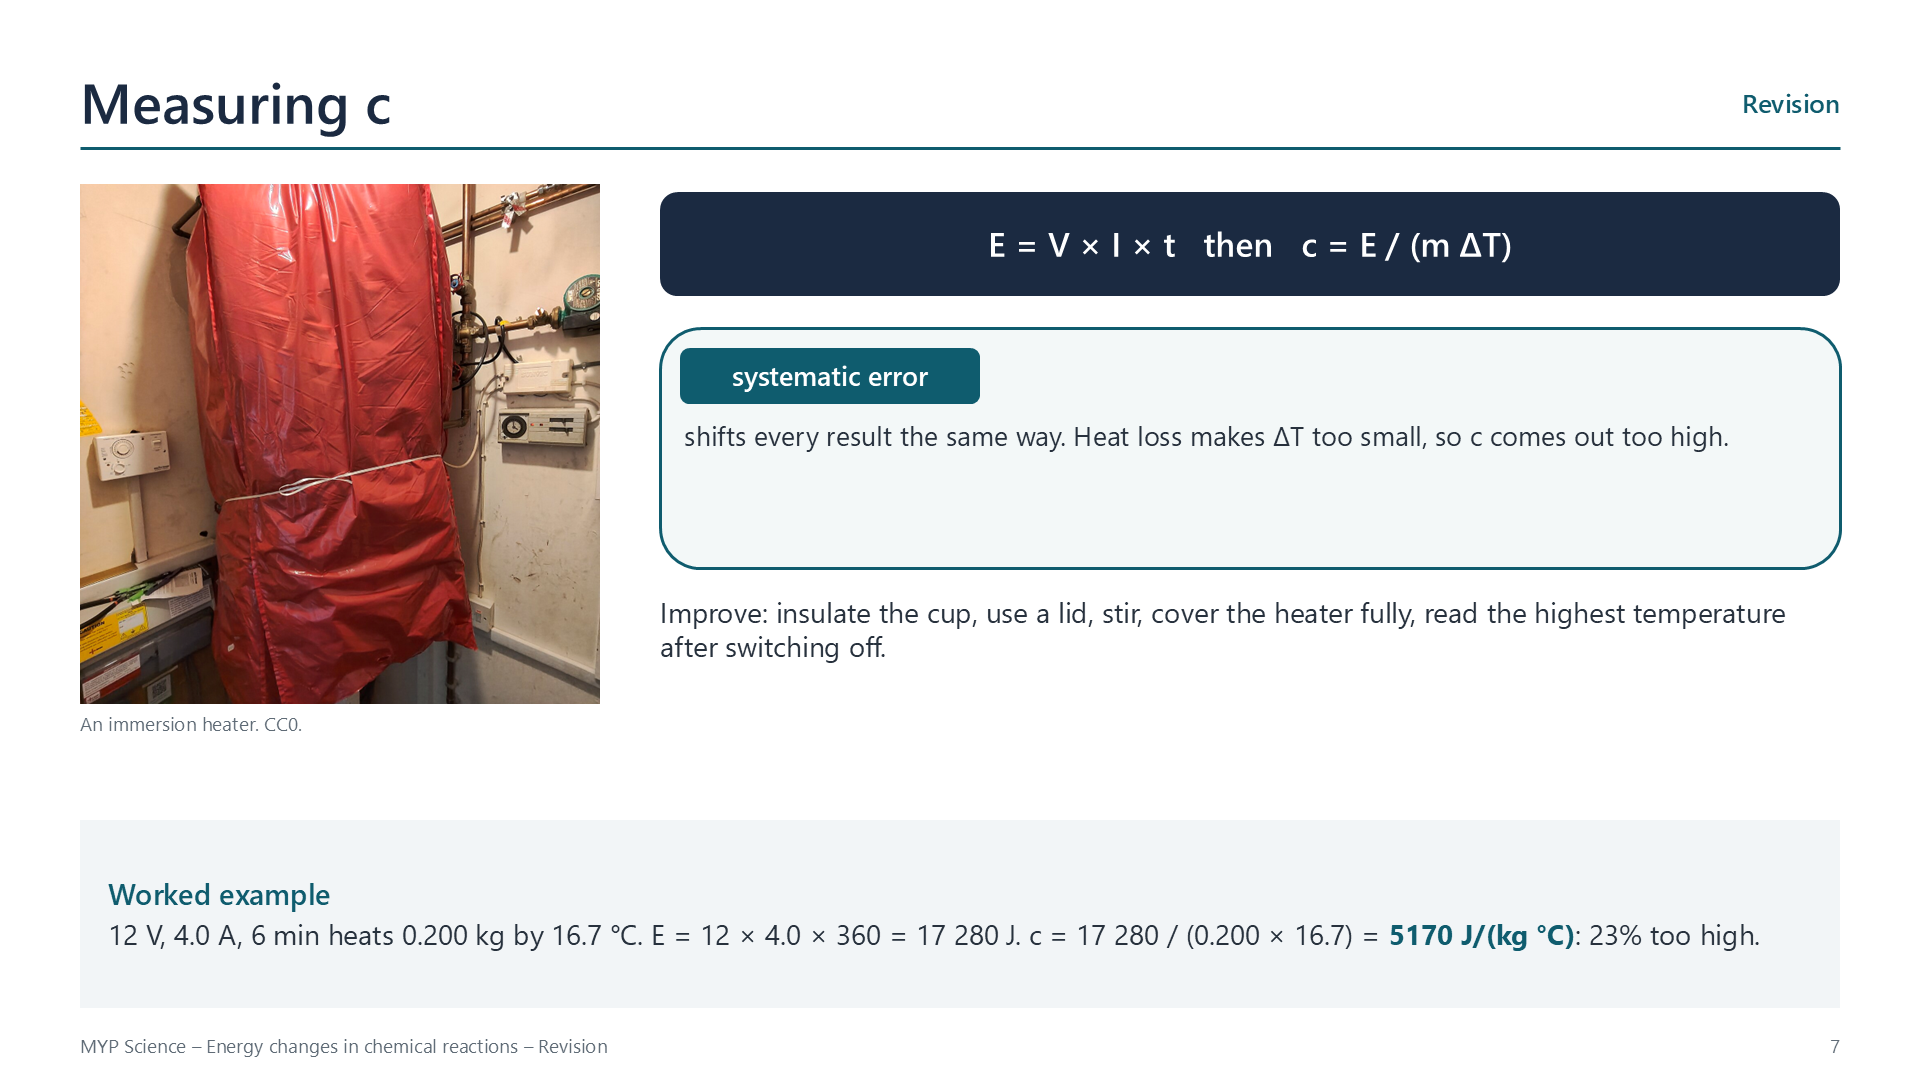 Measuring c
Revision
E = V × I × t then c = E / (m ΔT)
systematic error
shifts every result the same way. Heat loss makes ΔT too small, so c comes out too high.
Improve: insulate the cup, use a lid, stir, cover the heater fully, read the highest temperature
after switching off.
An immersion heater. CC0.
Worked example
12 V, 4.0 A, 6 min heats 0.200 kg by 16.7 °C. E = 12 × 4.0 × 360 = 17 280 J. c = 17 280 / (0.200 × 16.7) = 5170 J/(kg °C): 23% too high.
MYP Science – Energy changes in chemical reactions – Revision
7